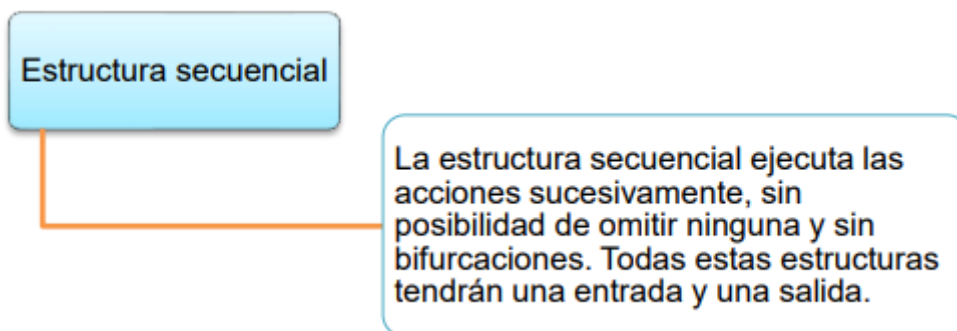 Estructura secuencial
La estructura secuencial ejecuta las
acciones sucesivamente, sin
posibilidad de omitir ninguna y sin
bifurcaciones. Todas estas estructuras
tendrán una entrada y una salida.